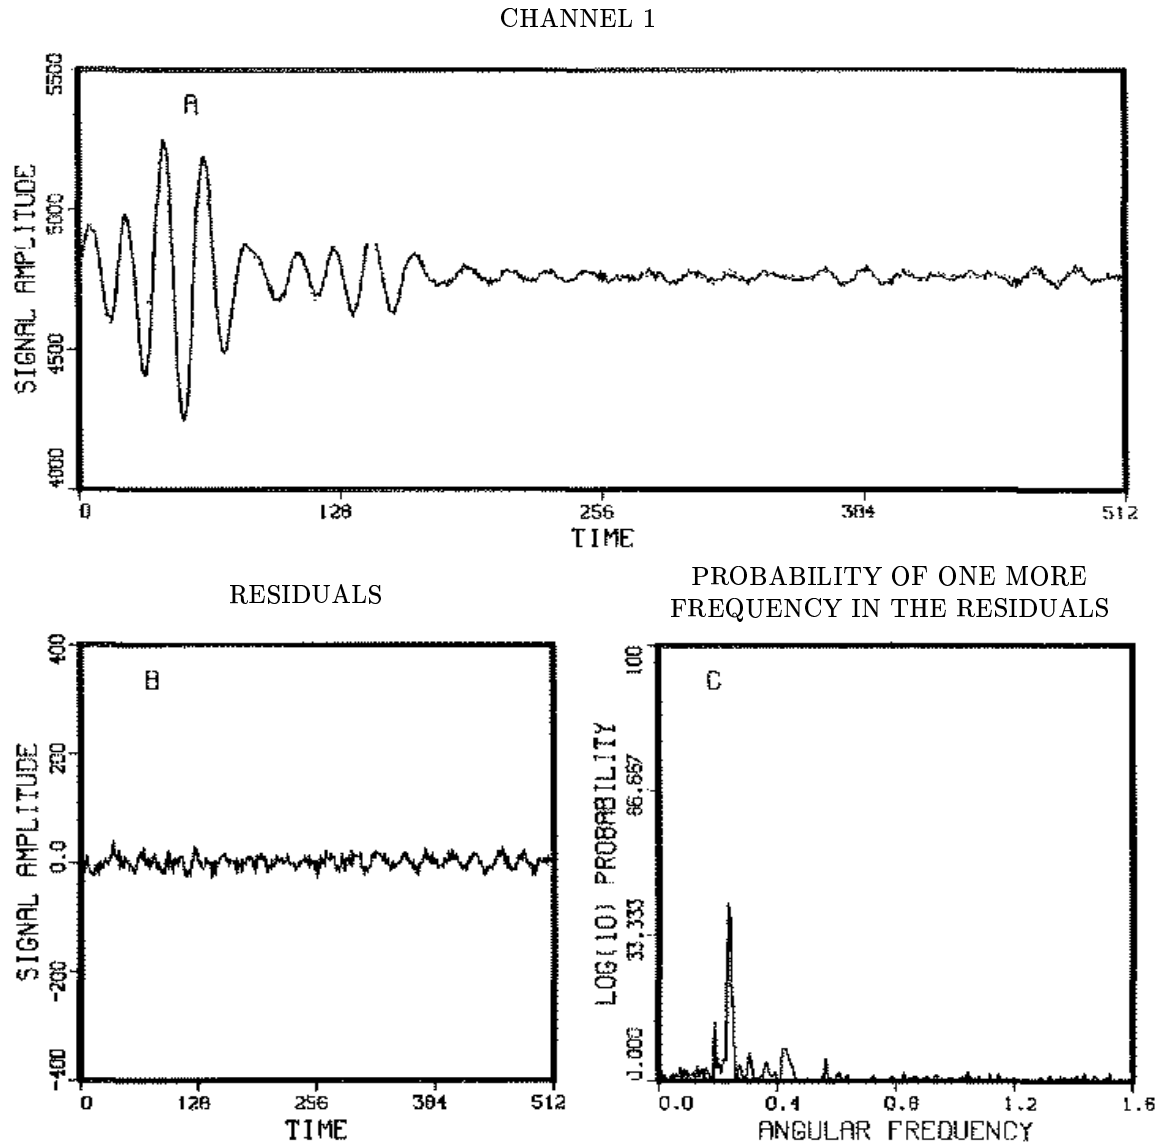 CHANNEL 1
A
SIGNAL AMPLITUDE
5500
5000
4500
4000
0 128 256 384 512
TIME
RESIDUALS
B
SIGNAL AMPLITUDE
400
200
0.0
-200
-400
0 128 256 384 512
TIME
PROBABILITY OF ONE MORE
FREQUENCY IN THE RESIDUALS
C
LOG(10) PROBABILITY
100
66.667
33.333
0.000
0.0 0.4 0.8 1.2 1.6
ANGULAR FREQUENCY